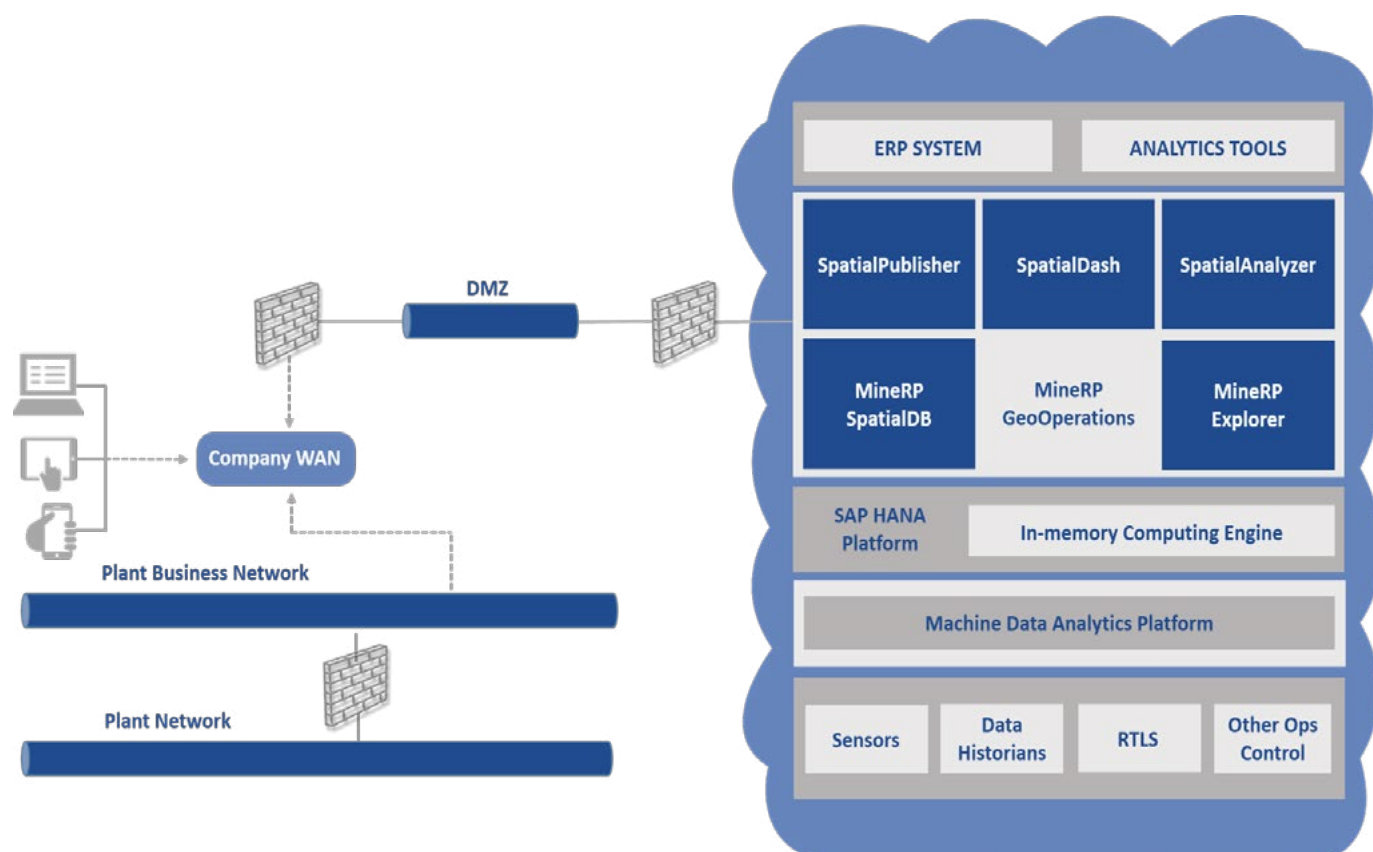 ERP SYSTEM
ANALYTICS TOOLS
SpatialPublisher
SpatialDash
SpatialAnalyzer
DMZ
MineRP
SpatialDB
MineRP
GeoOperations
MineRP
Explorer
Company WAN
SAP HANA
Platform
In-memory Computing Engine
Plant Business Network
Machine Data Analytics Platform
Plant Network
Sensors
Data
Historians
RTLS
Other Ops
Control